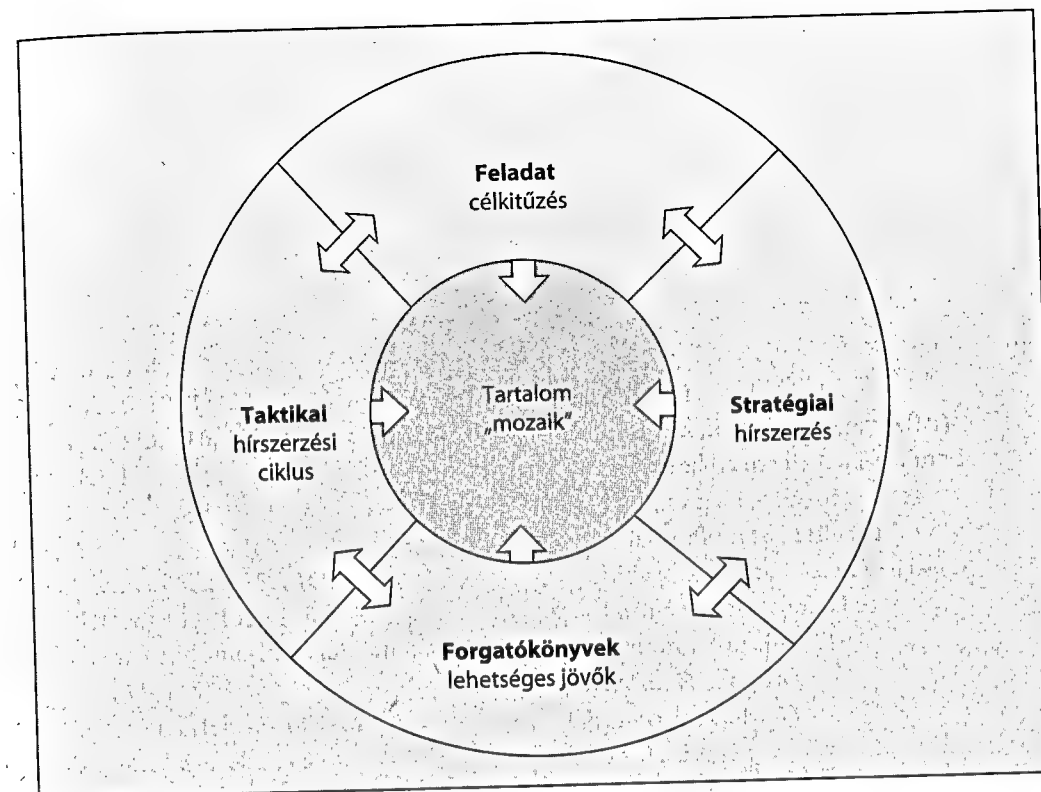 Feladat
célkitűzés
Taktikai
hírszerzési
ciklus
Tartalom
„mozaik“
Stratégiai
hírszerzés
Forgatókönyvek
lehetséges jövők